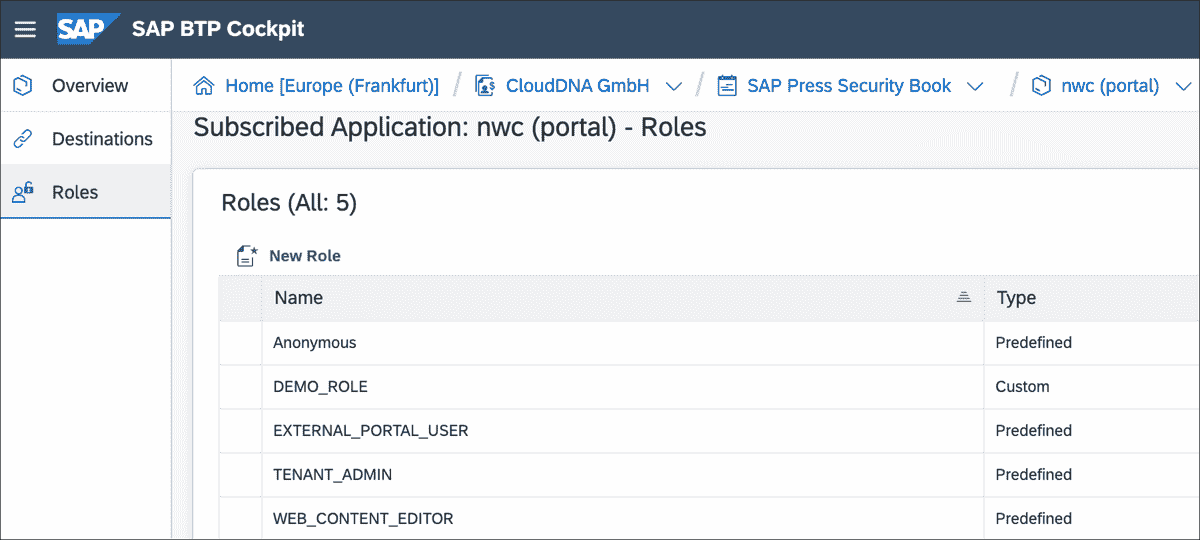 SAP SAP BTP Cockpit
Overview
Destinations
Roles
Home [Europe (Frankfurt)] / CloudDNA GmbH / SAP Press Security Book / nwc (portal)
Subscribed Application: nwc (portal) - Roles
Roles (All: 5)
New Role
Name Type
Anonymous Predefined
DEMO_ROLE Custom
EXTERNAL_PORTAL_USER Predefined
TENANT_ADMIN Predefined
WEB_CONTENT_EDITOR Predefined